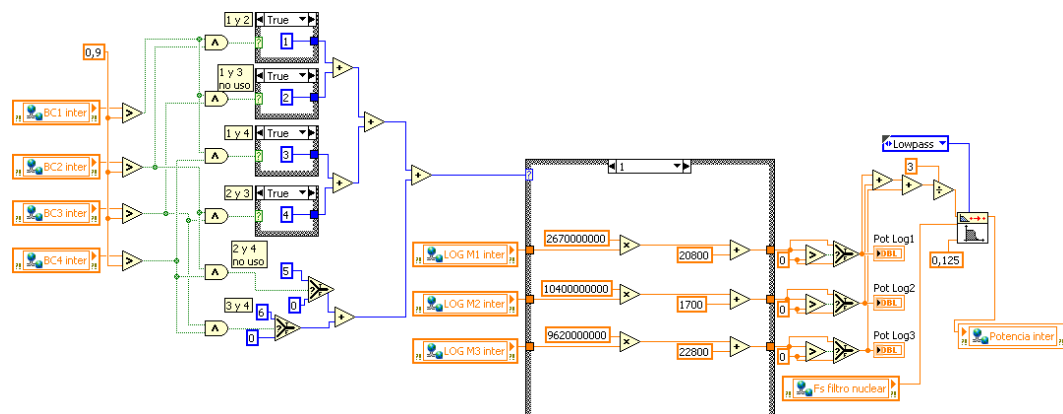 1 y 2
True
1
0,9
1 y 3
no uso
True
2
BC1 inter
1 y 4
True
3
BC2 inter
2 y 3
True
4
BC3 inter
2 y 4
no uso
BC4 inter
5
0
3 y 4
6
0
1
LOG M1 inter
2670000000
20800
LOG M2 inter
10400000000
1700
LOG M3 inter
9620000000
22800
0
Pot Log1
DBL
0
Pot Log2
DBL
0
Pot Log3
DBL
Lowpass
3
0,125
Potencia inter
Fs filtro nuclear